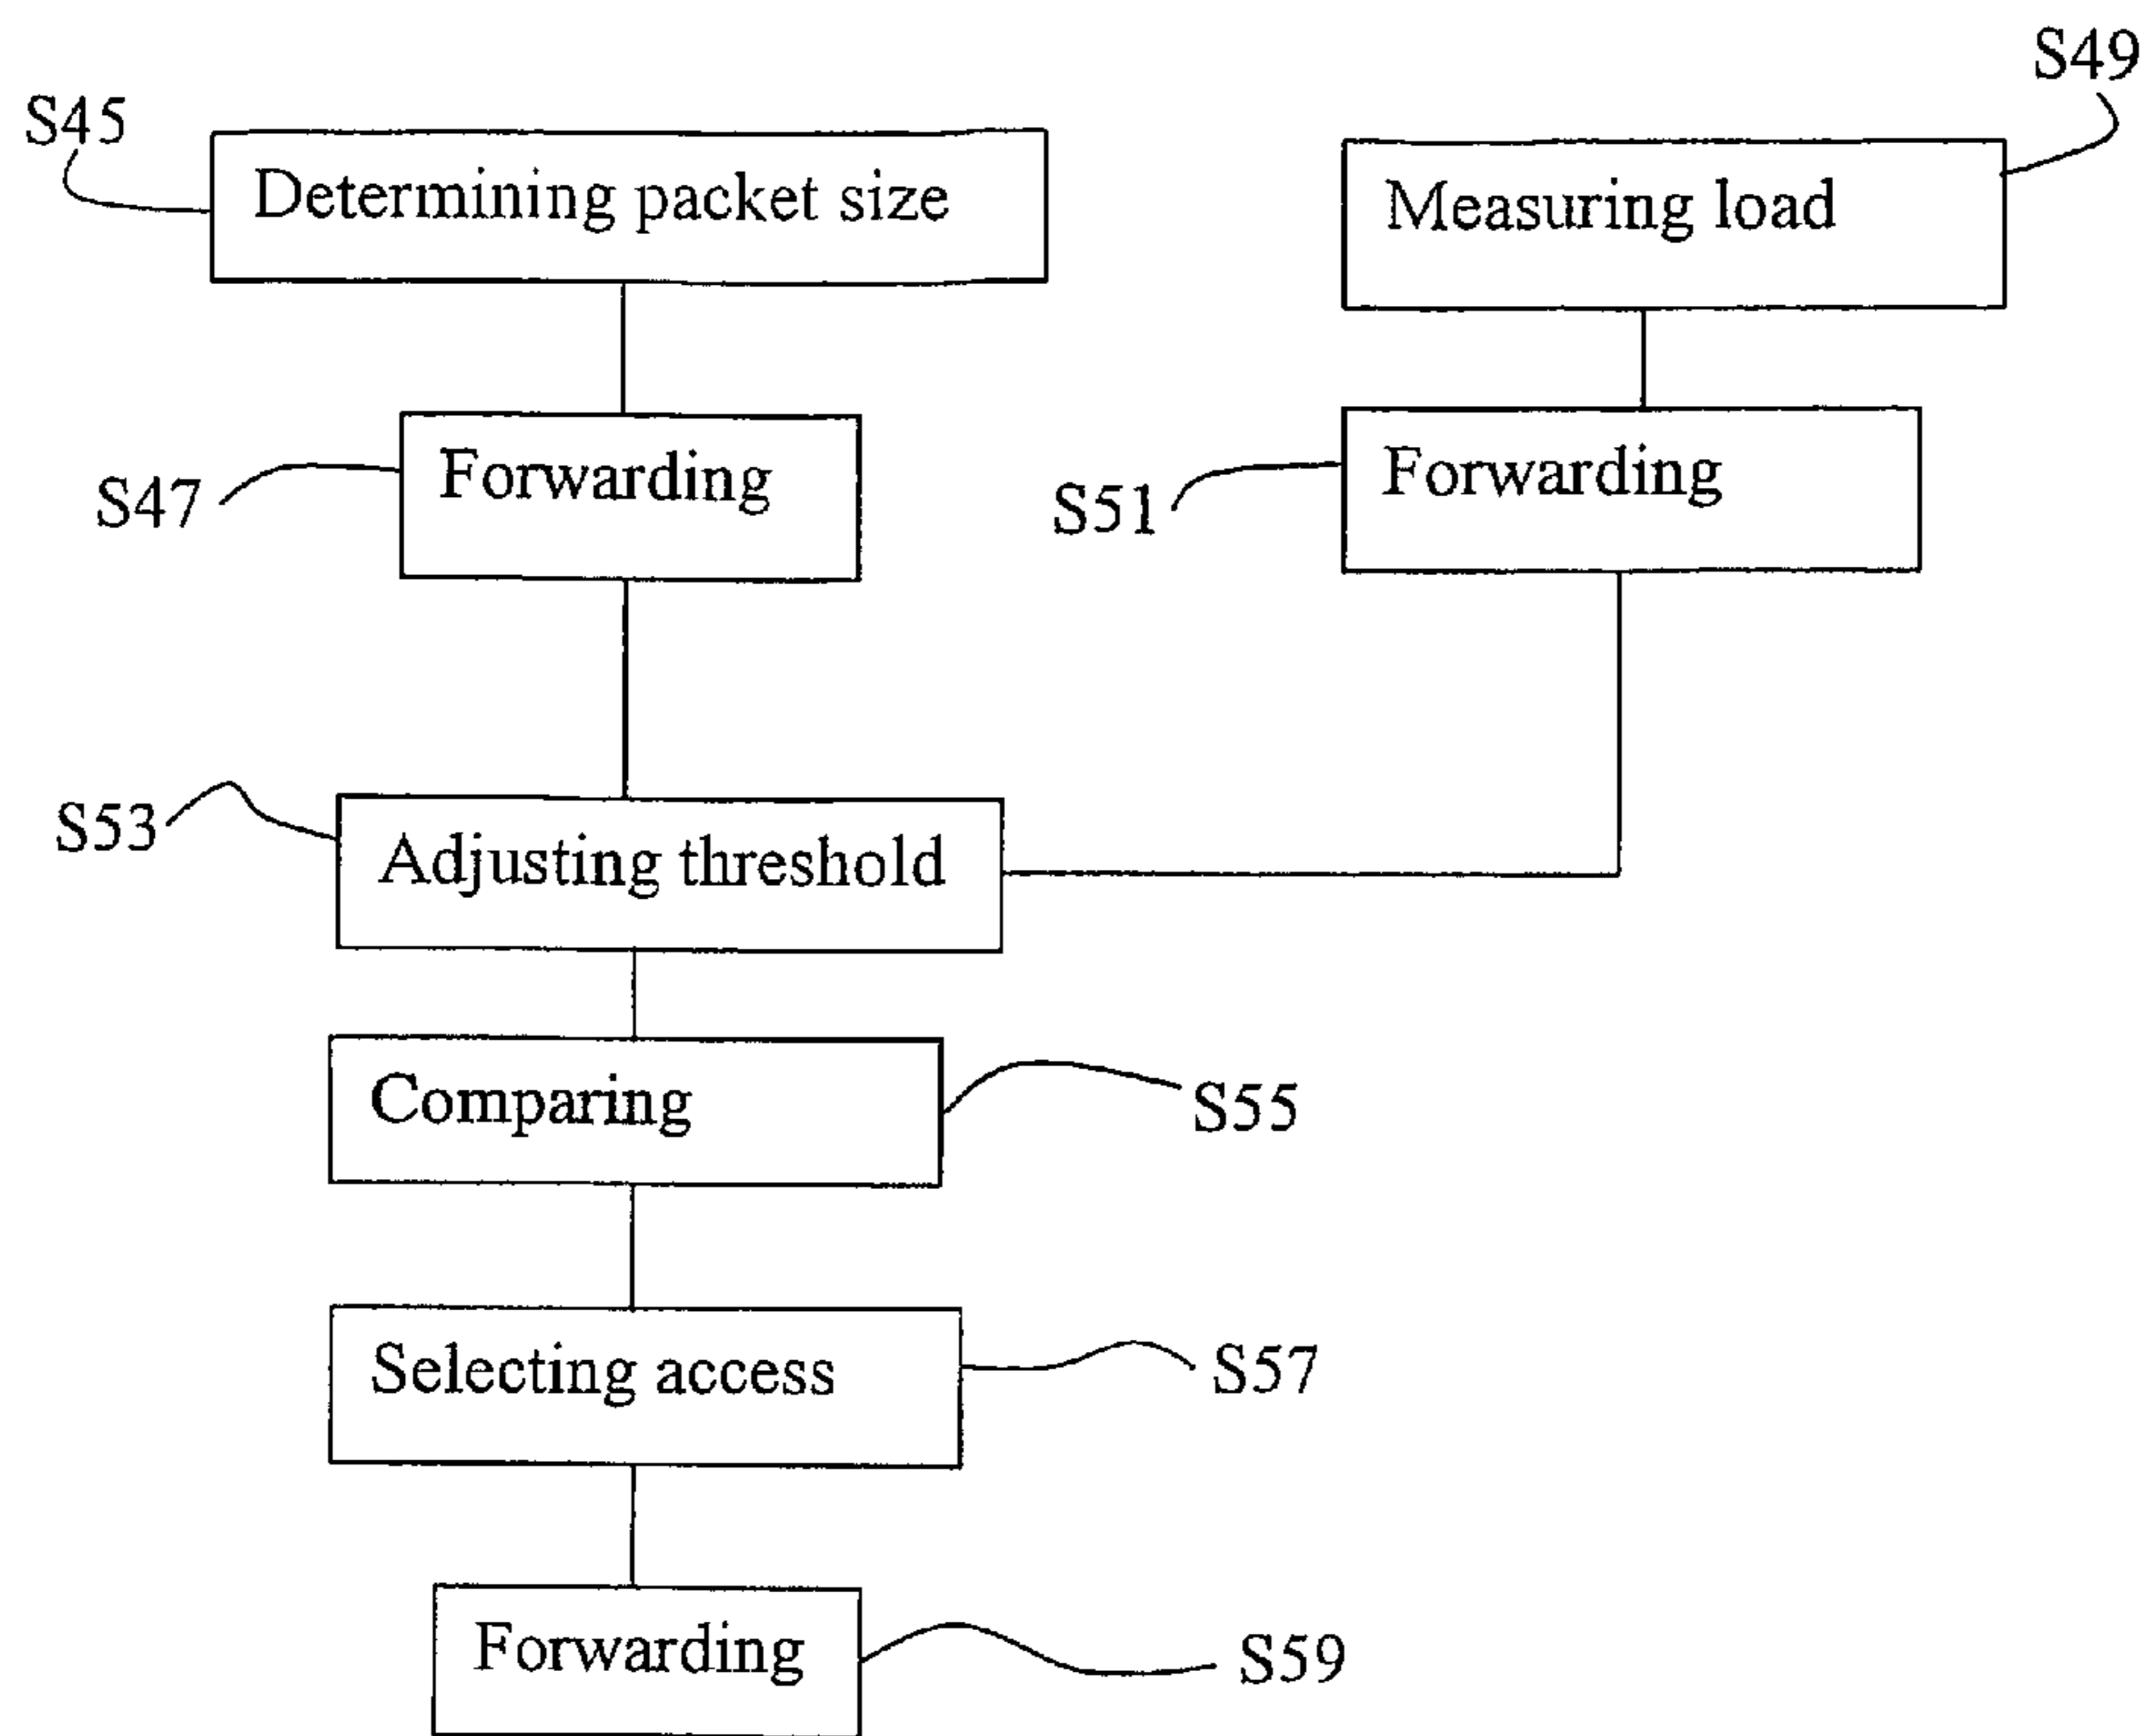 S49
S45
Determining packet size
Measuring load
Forwarding
S47
Forwarding
S51
S53
Adjusting threshold
Comparing
S55
Selecting access
S57
Forwarding
S59